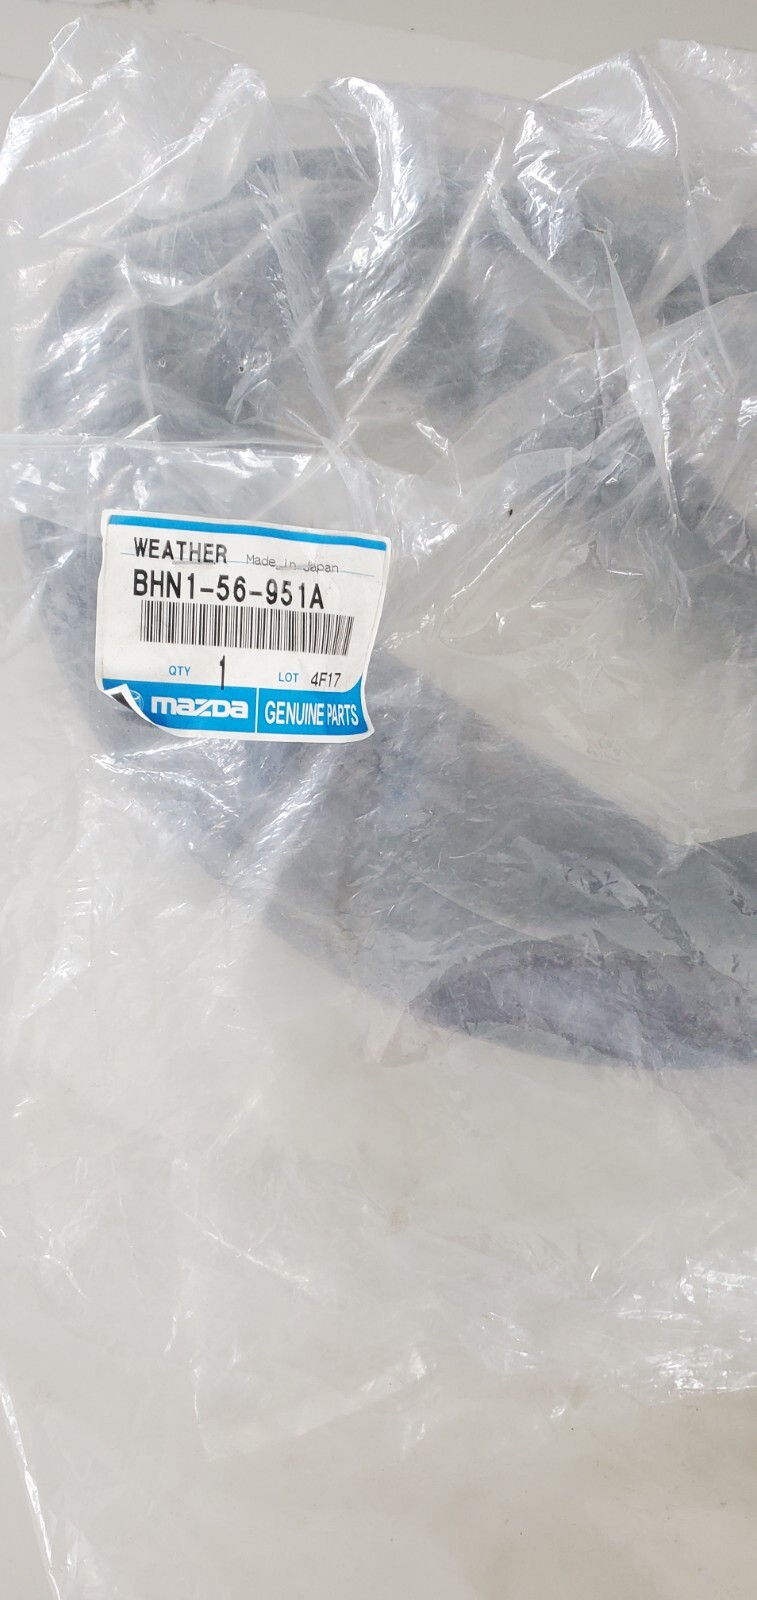 WEATHER Made in Japan
BHN1-56-951A
QTY 1 LOT 4F17
mazda GENUINE PARTS